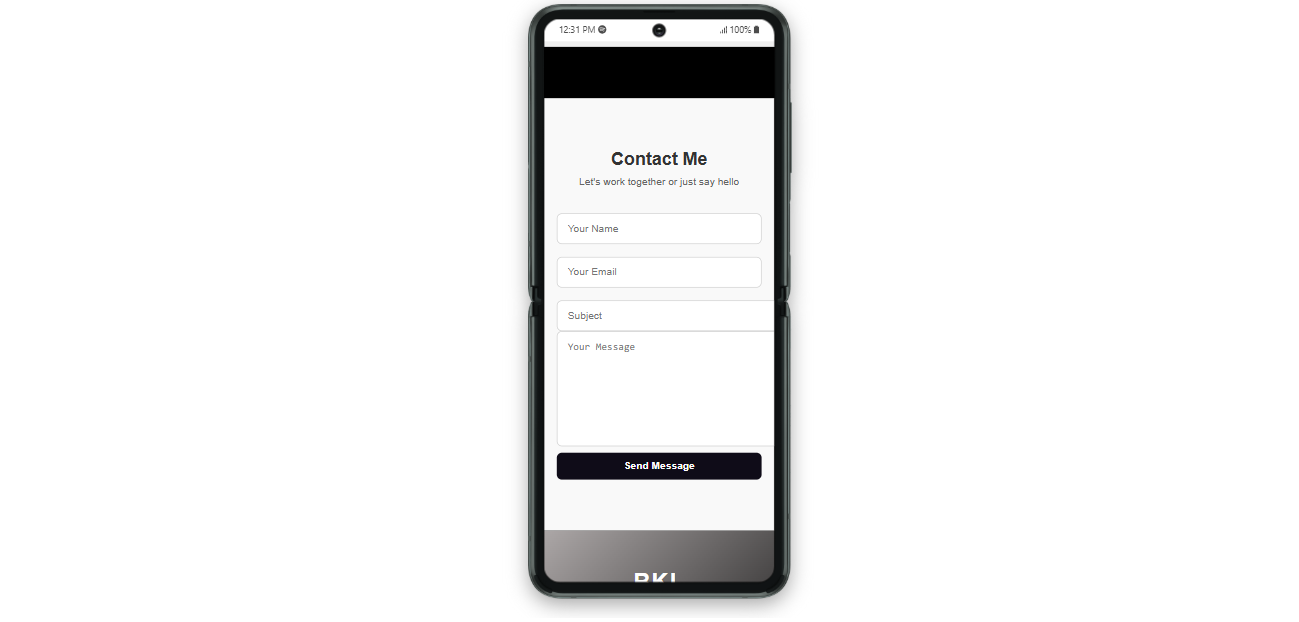 12:31 PM
100%
Contact Me
Let's work together or just say hello
Your Name
Your Email
Subject
Your Message
Send Message